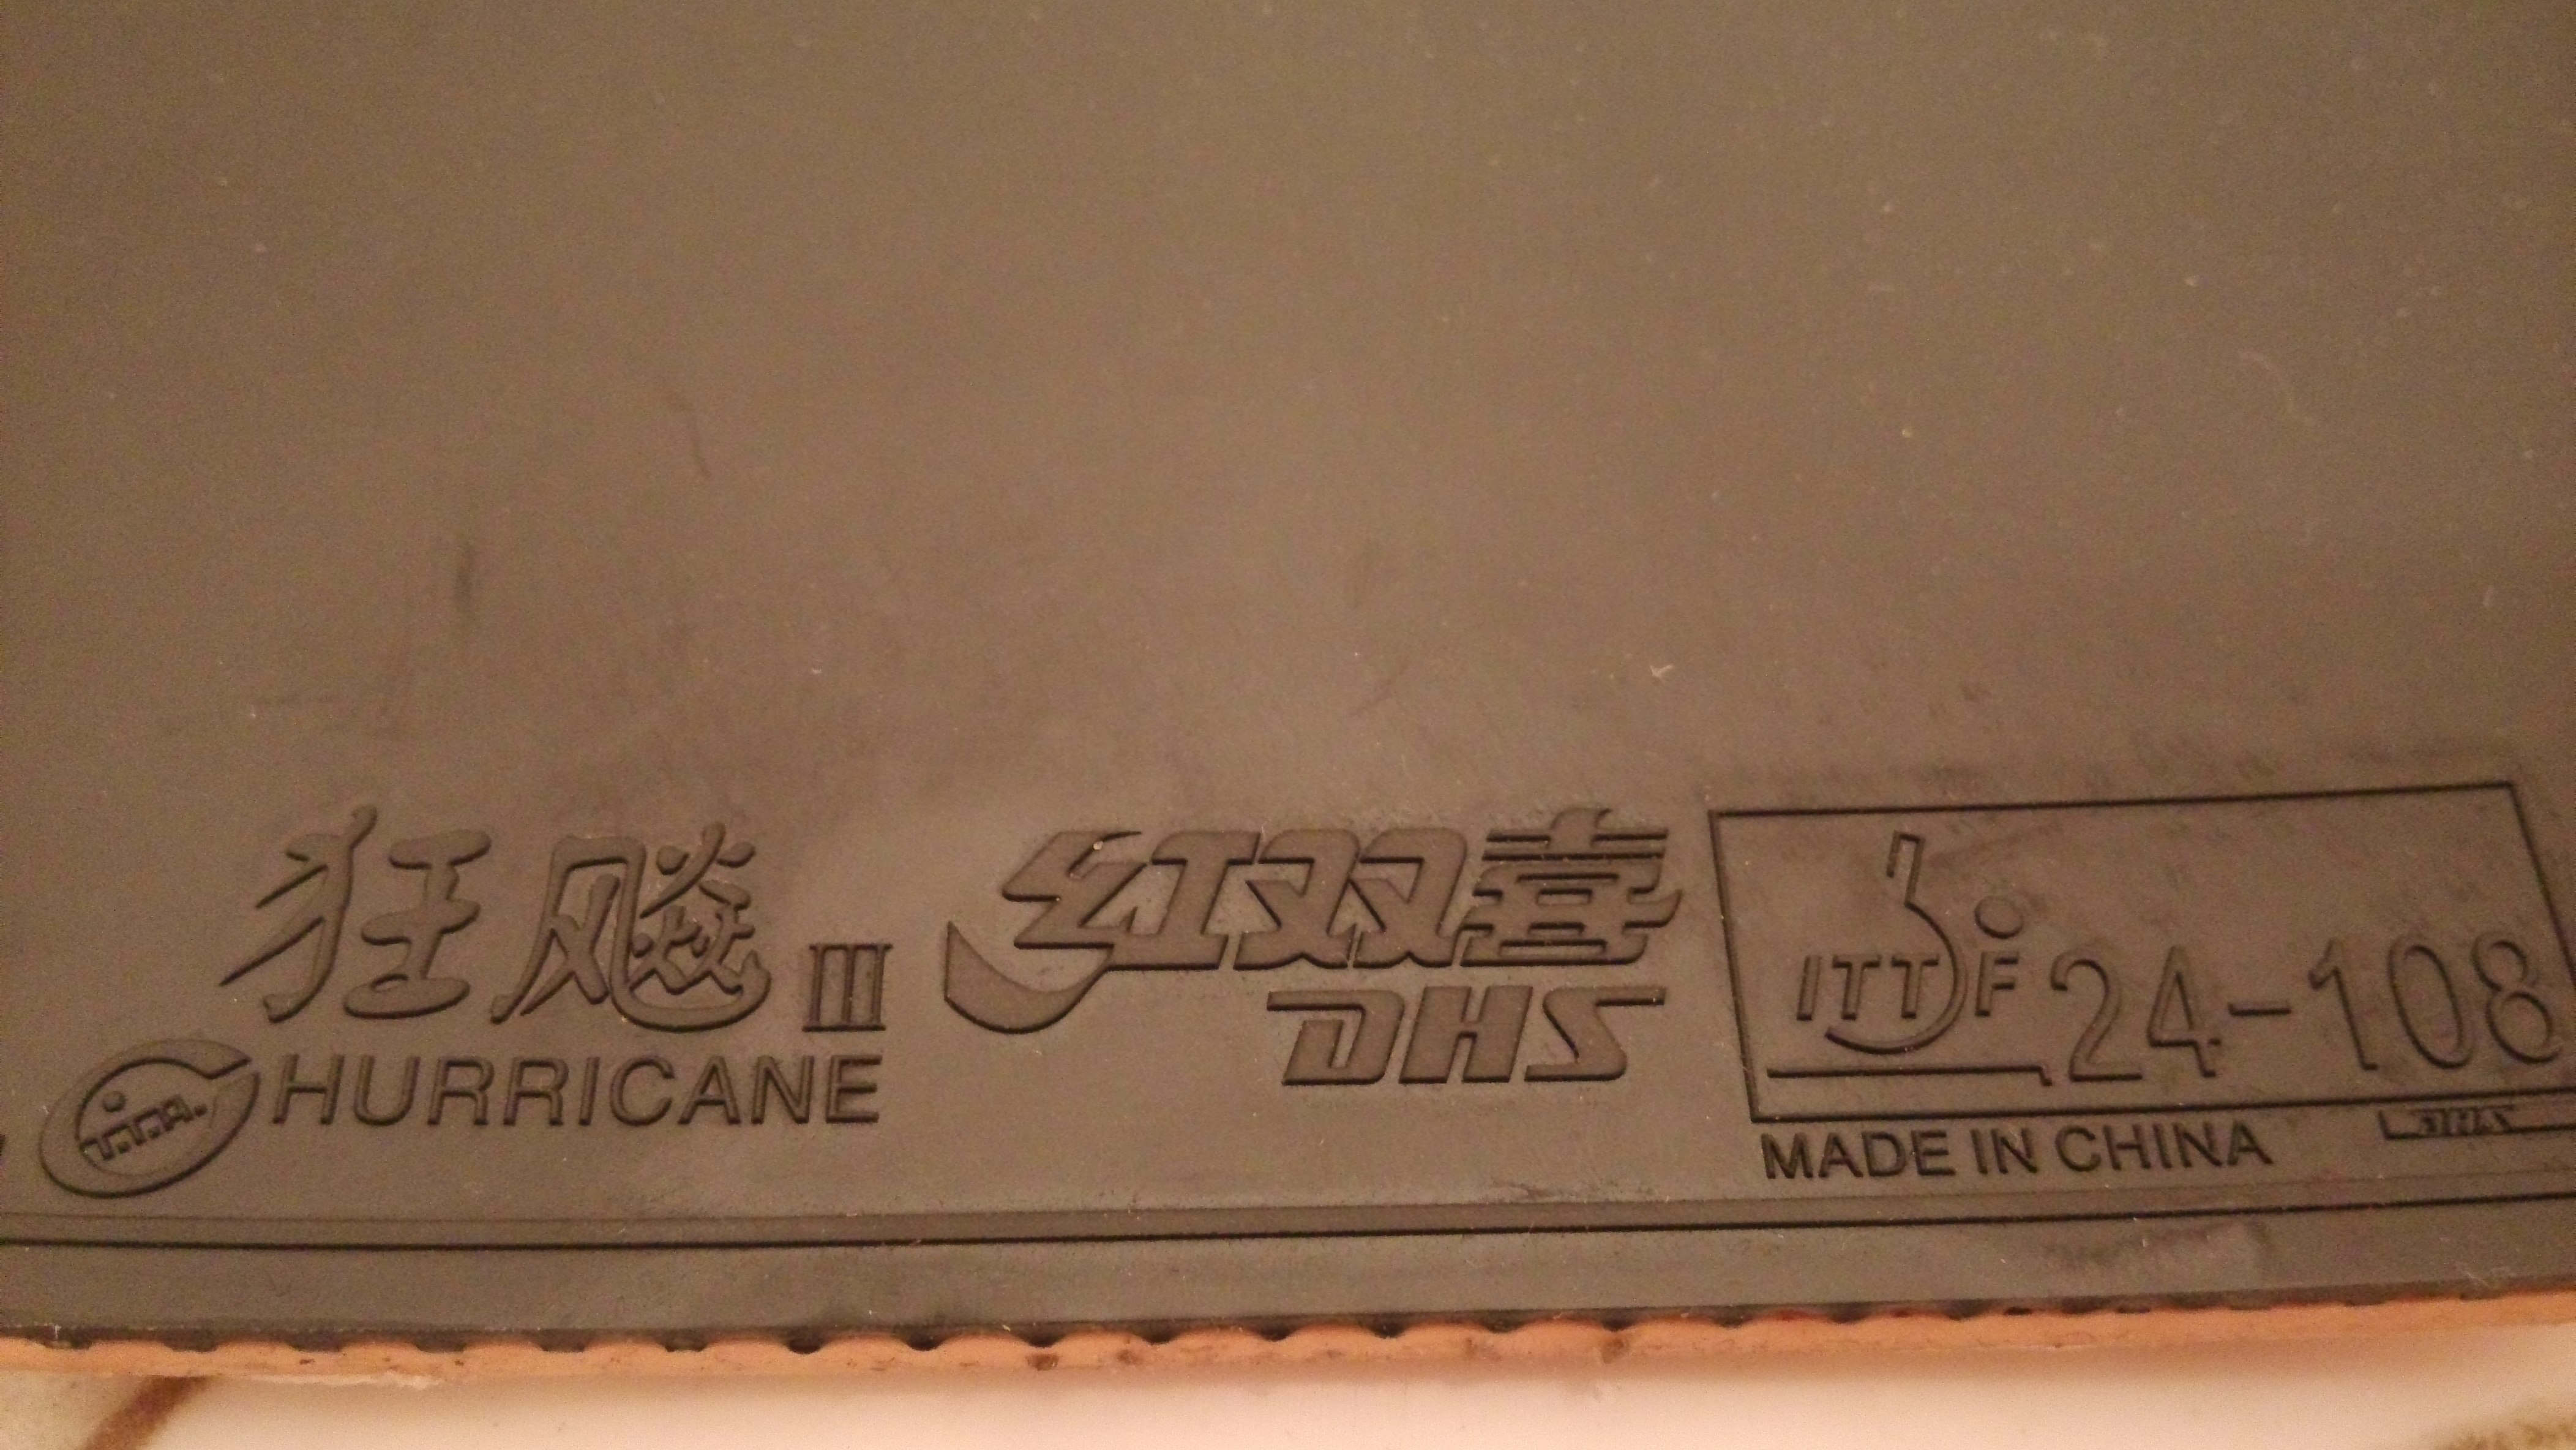 狂飚 III
HURRICANE
T.T.A.
红双喜
DHS
ITTF 24-108
MADE IN CHINA